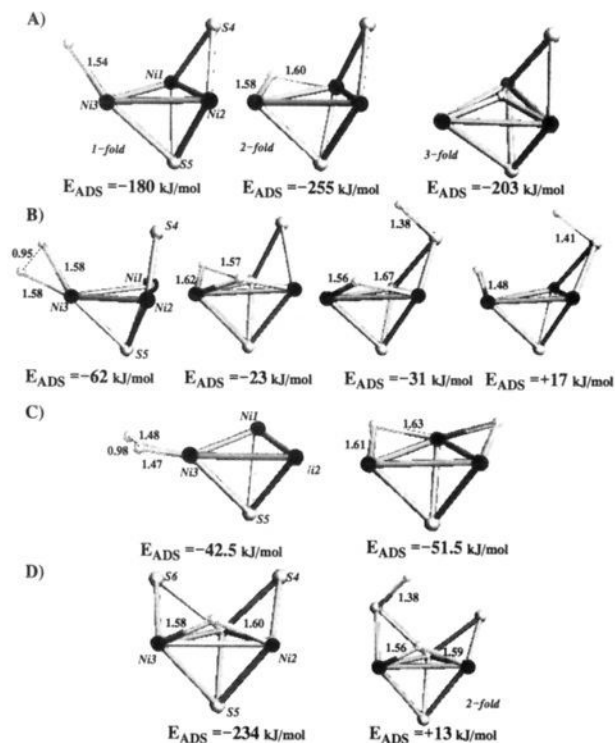 A)
S4
1.54
Ni1
Ni3
Ni2
1-fold
S5
E_ADS =−180 kJ/mol
1.58
1.60
2-fold
E_ADS =−255 kJ/mol
3-fold
E_ADS =−203 kJ/mol
B)
S4
0.95
1.58
Ni1
1.58
Ni3
Ni2
S5
E_ADS =−62 kJ/mol
1.57
1.62
E_ADS =−23 kJ/mol
1.38
1.56
1.67
E_ADS =−31 kJ/mol
1.41
1.48
E_ADS =+17 kJ/mol
C)
Ni1
1.48
0.98
1.47
Ni3
i2
S5
E_ADS =−42.5 kJ/mol
1.63
1.61
E_ADS =−51.5 kJ/mol
D)
S6
S4
1.58
1.60
Ni3
Ni2
S5
E_ADS =−234 kJ/mol
1.38
1.56
1.59
2-fold
E_ADS =+13 kJ/mol